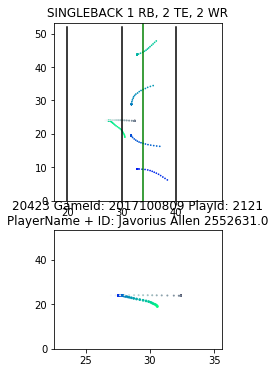 SINGLEBACK 1 RB, 2 TE, 2 WR
50
40
30
20
10
0
20 30 40
20423 GameId: 2017100809 PlayId: 2121
PlayerName + ID: Javorius Allen 2552631.0
40
20
0
25 30 35